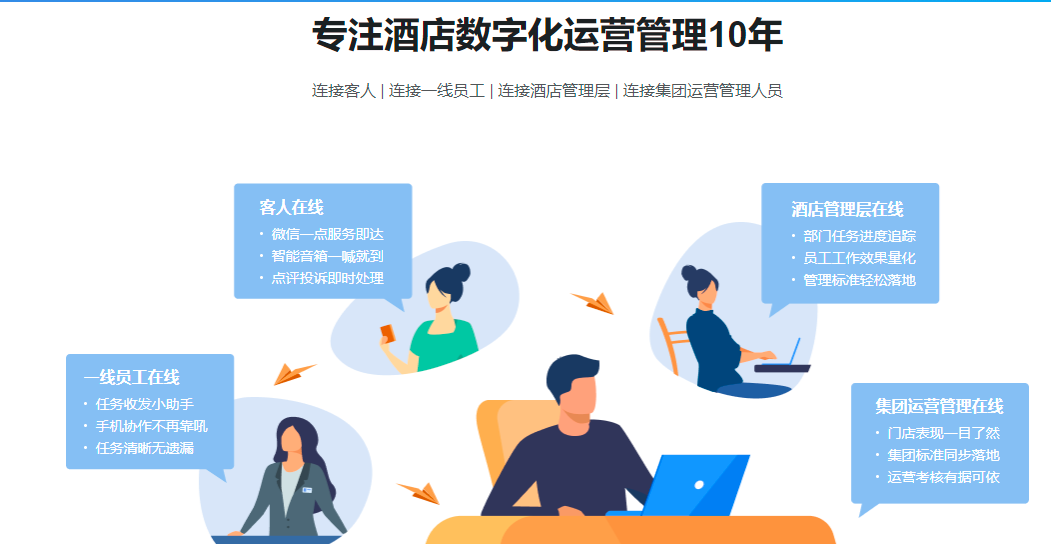 专注酒店数字化运营管理10年
连接客人 | 连接一线员工 | 连接酒店管理层 | 连接集团运营管理人员
客人在线
• 微信一点服务即达
• 智能音箱一喊就到
• 点评投诉即时处理
酒店管理层在线
• 部门任务进度追踪
• 员工工作效果量化
• 管理标准轻松落地
一线员工在线
• 任务收发小助手
• 手机协作不再靠吼
• 任务清晰无遗漏
集团运营管理在线
• 门店表现一目了然
• 集团标准同步落地
• 运营考核有据可依